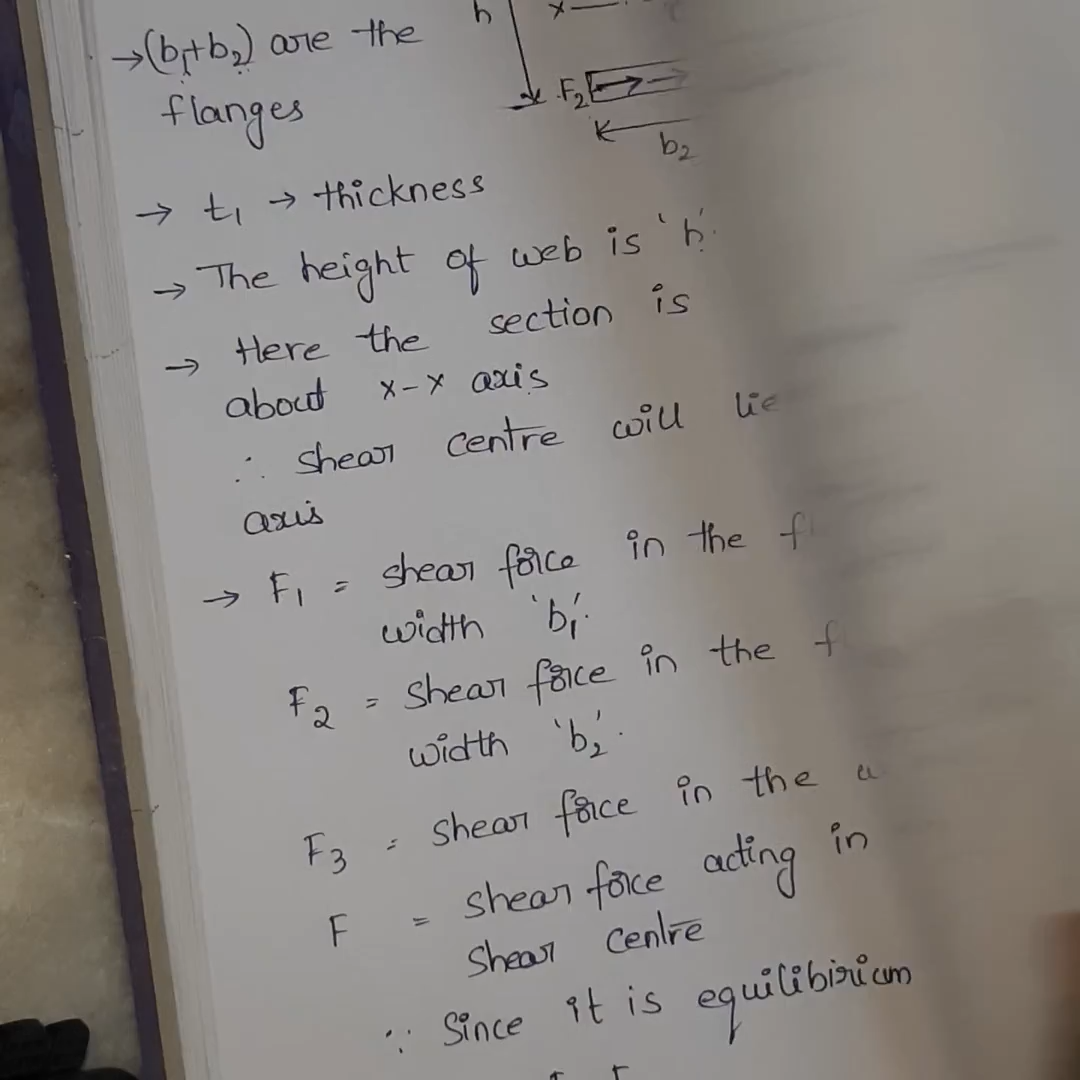 →(b₁+b₂) are the
flanges
h
x
F₂
b₂
→ t₁ → thickness
→ The height of web is 'h'.
→ Here the section is
about x-x axis
∴ shear centre will lie
axis
→ F₁ = shear force in the
width 'b₁'.
F₂ = shear force in the
width 'b₂'.
F₃ = shear force in the
F = shear force acting in
shear centre
∵ Since it is equilibirium